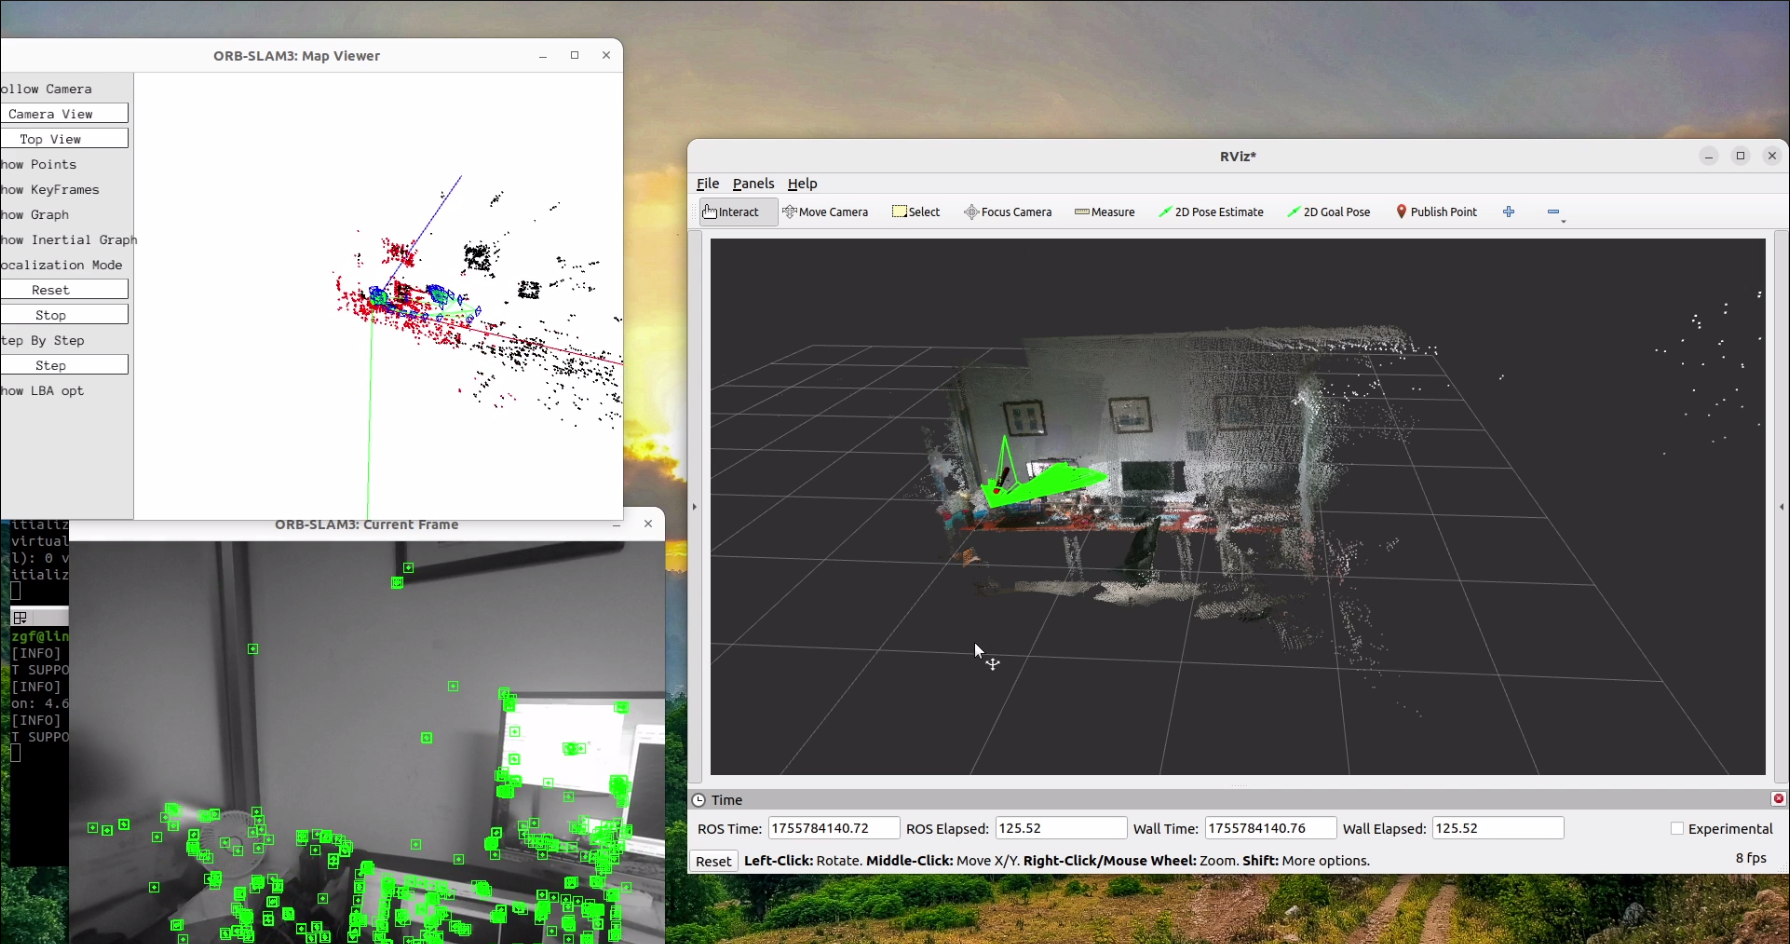 ORB-SLAM3: Map Viewer
ollow Camera
Camera View
Top View
how Points
how KeyFrames
how Graph
how Inertial Graph
ocalization Mode
Reset
Stop
tep By Step
Step
how LBA opt
ORB-SLAM3: Current Frame
itializ
virtual
l): 0 v
itializ
zgf@lin
[INFO]
T SUPPO
[INFO]
on: 4.6
[INFO]
T SUPPO
RViz*
File Panels Help
Interact Move Camera Select Focus Camera Measure 2D Pose Estimate 2D Goal Pose Publish Point
Time
ROS Time: 1755784140.72 ROS Elapsed: 125.52 Wall Time: 1755784140.76 Wall Elapsed: 125.52 Experimental
Reset Left-Click: Rotate. Middle-Click: Move X/Y. Right-Click/Mouse Wheel: Zoom. Shift: More options. 8 fps